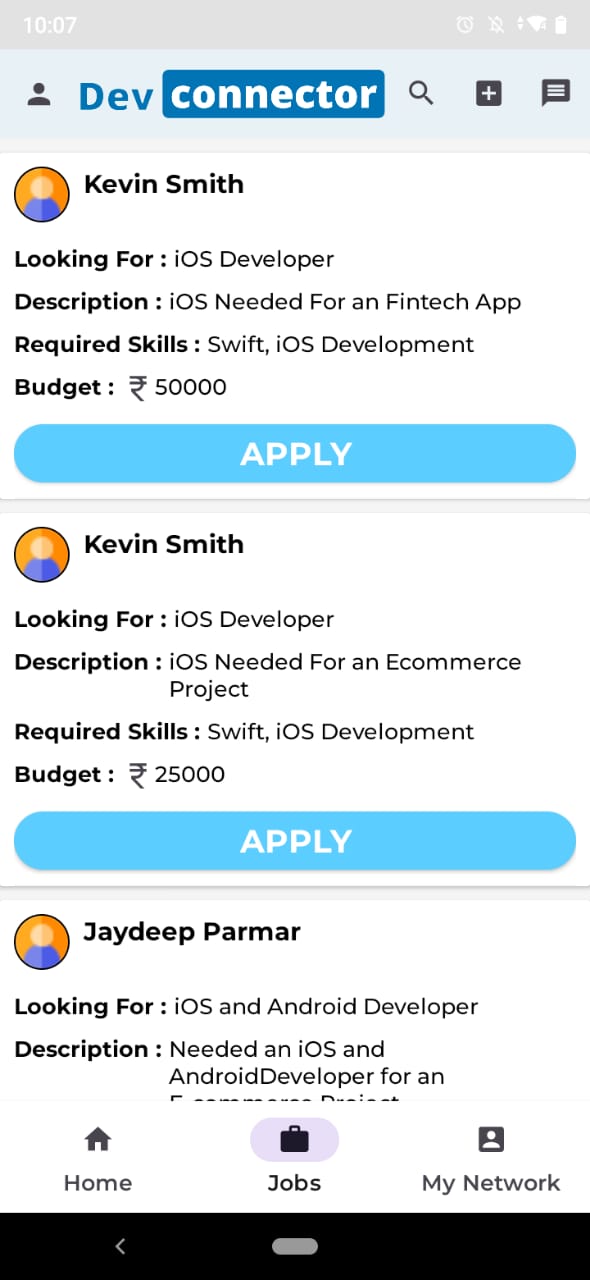 10:07
Dev connector
Kevin Smith
Looking For : iOS Developer
Description : iOS Needed For an Fintech App
Required Skills : Swift, iOS Development
Budget : ₹ 50000
APPLY
Kevin Smith
Looking For : iOS Developer
Description : iOS Needed For an Ecommerce
Project
Required Skills : Swift, iOS Development
Budget : ₹ 25000
APPLY
Jaydeep Parmar
Looking For : iOS and Android Developer
Description : Needed an iOS and
AndroidDeveloper for an
E-commerce Project
Home
Jobs
My Network